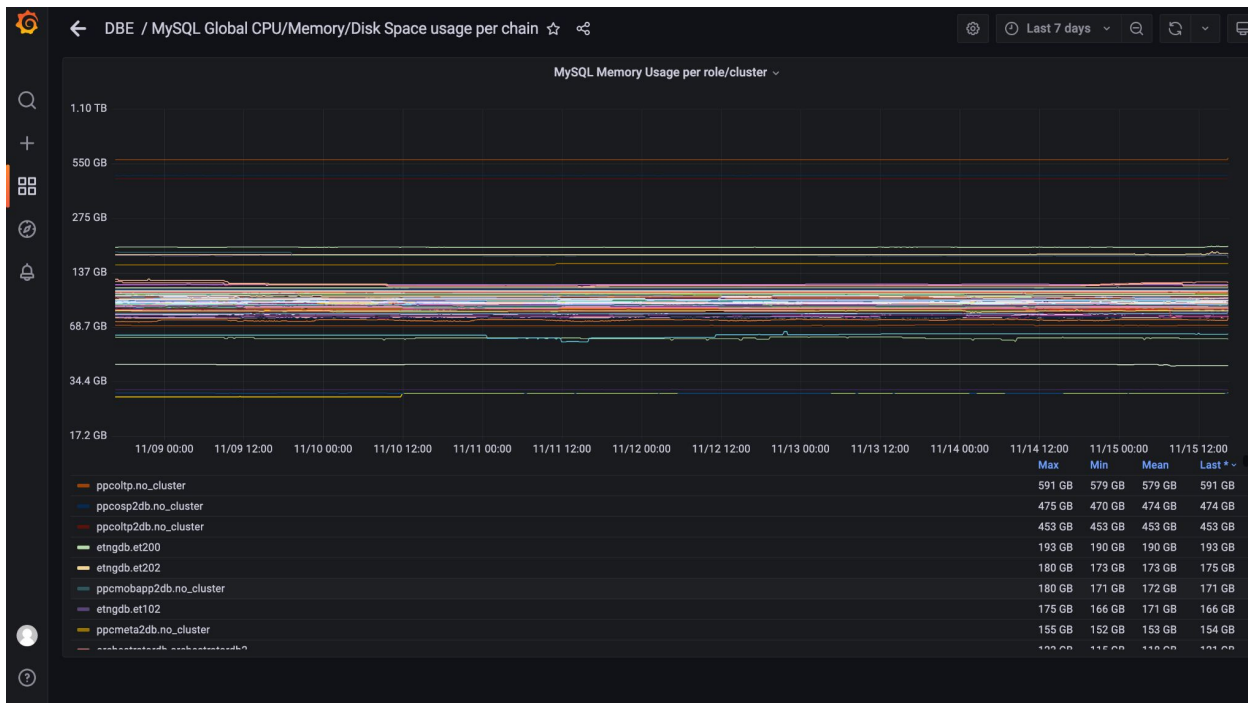 DBE / MySQL Global CPU/Memory/Disk Space usage per chain
Last 7 days
MySQL Memory Usage per role/cluster
1.10 TB
550 GB
275 GB
137 GB
68.7 GB
34.4 GB
17.2 GB
11/09 00:00 11/09 12:00 11/10 00:00 11/10 12:00 11/11 00:00 11/11 12:00 11/12 00:00 11/12 12:00 11/13 00:00 11/13 12:00 11/14 00:00 11/14 12:00 11/15 00:00 11/15 12:00
Max Min Mean Last *
ppcoltp.no_cluster 591 GB 579 GB 579 GB 591 GB
ppcosp2db.no_cluster 475 GB 470 GB 474 GB 474 GB
ppcoltp2db.no_cluster 453 GB 453 GB 453 GB 453 GB
etngdb.et200 193 GB 190 GB 190 GB 193 GB
etngdb.et202 180 GB 173 GB 173 GB 175 GB
ppcmobapp2db.no_cluster 180 GB 171 GB 172 GB 171 GB
etngdb.et102 175 GB 166 GB 171 GB 166 GB
ppcmeta2db.no_cluster 155 GB 152 GB 153 GB 154 GB